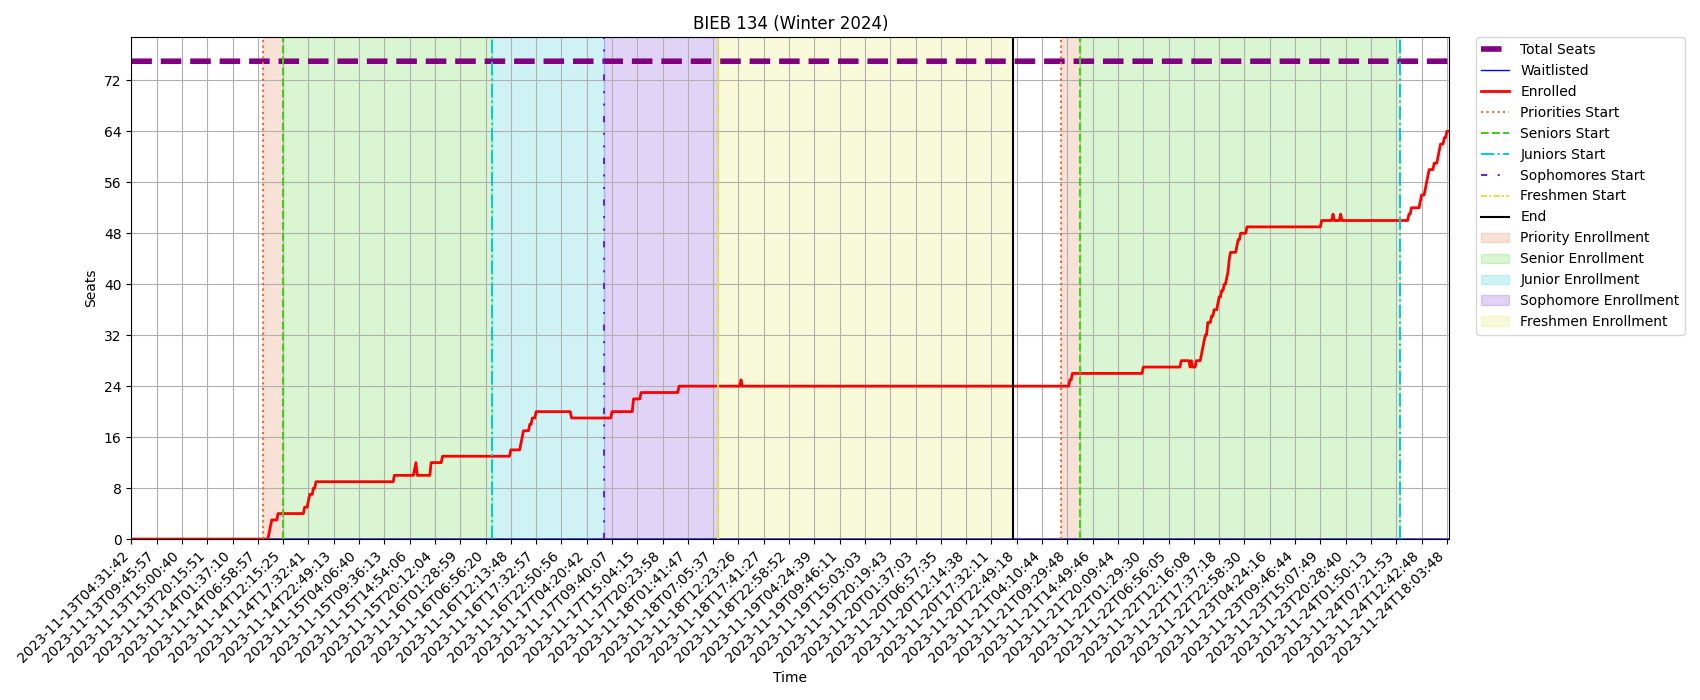 BIEB 134 (Winter 2024)
Total Seats
Waitlisted
Enrolled
Priorities Start
Seniors Start
Juniors Start
Sophomores Start
Freshmen Start
End
Priority Enrollment
Senior Enrollment
Junior Enrollment
Sophomore Enrollment
Freshmen Enrollment
Seats
72
64
56
48
40
32
24
16
8
0
2023-11-13T04:31:42
2023-11-13T09:45:57
2023-11-13T15:00:40
2023-11-13T20:15:51
2023-11-14T01:37:10
2023-11-14T06:58:57
2023-11-14T12:15:23
2023-11-14T17:32:41
2023-11-14T22:49:13
2023-11-15T04:06:40
2023-11-15T09:36:13
2023-11-15T14:54:06
2023-11-15T20:12:04
2023-11-16T01:28:59
2023-11-16T06:56:20
2023-11-16T12:13:48
2023-11-16T17:32:57
2023-11-16T22:50:56
2023-11-17T04:20:42
2023-11-17T09:40:07
2023-11-17T15:04:15
2023-11-17T20:23:58
2023-11-18T01:41:47
2023-11-18T07:05:37
2023-11-18T12:23:26
2023-11-18T17:41:27
2023-11-18T22:58:52
2023-11-19T04:24:39
2023-11-19T09:46:11
2023-11-19T15:03:03
2023-11-19T20:19:43
2023-11-20T01:37:03
2023-11-20T06:57:35
2023-11-20T12:14:38
2023-11-20T17:32:11
2023-11-20T22:49:18
2023-11-21T04:10:44
2023-11-21T09:29:48
2023-11-21T14:49:46
2023-11-21T20:09:44
2023-11-22T01:29:30
2023-11-22T06:56:05
2023-11-22T12:16:08
2023-11-22T17:37:18
2023-11-22T22:58:30
2023-11-23T04:24:16
2023-11-23T09:46:44
2023-11-23T15:07:49
2023-11-23T20:28:40
2023-11-24T01:50:13
2023-11-24T07:21:53
2023-11-24T12:42:48
2023-11-24T18:03:48
Time